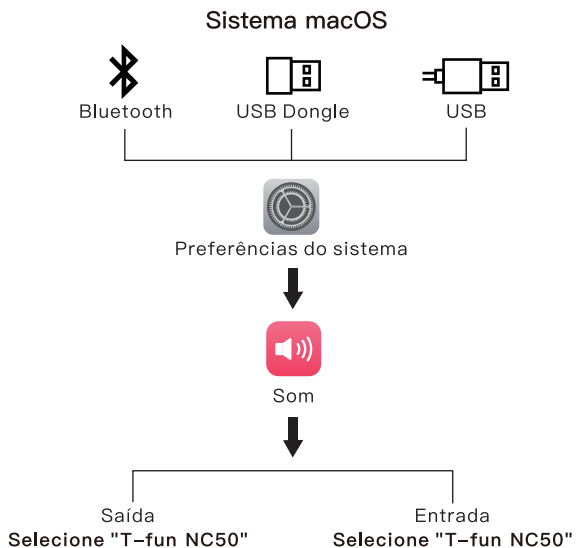 Sistema macOS
Bluetooth
USB Dongle
USB
Preferências do sistema
Som
Saída
Selecione "T-fun NC50"
Entrada
Selecione "T-fun NC50"